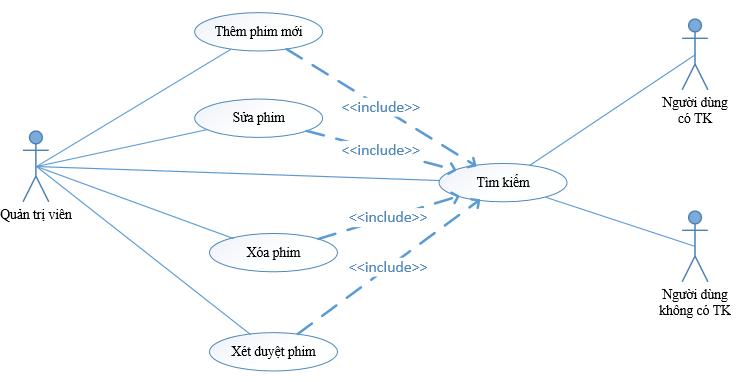 Thêm phim mới
Người dùng
có TK
<<include>>
Sửa phim
<<include>>
Tìm kiếm
Quản trị viên
<<include>>
Xóa phim
<<include>>
Người dùng
không có TK
Xét duyệt phim